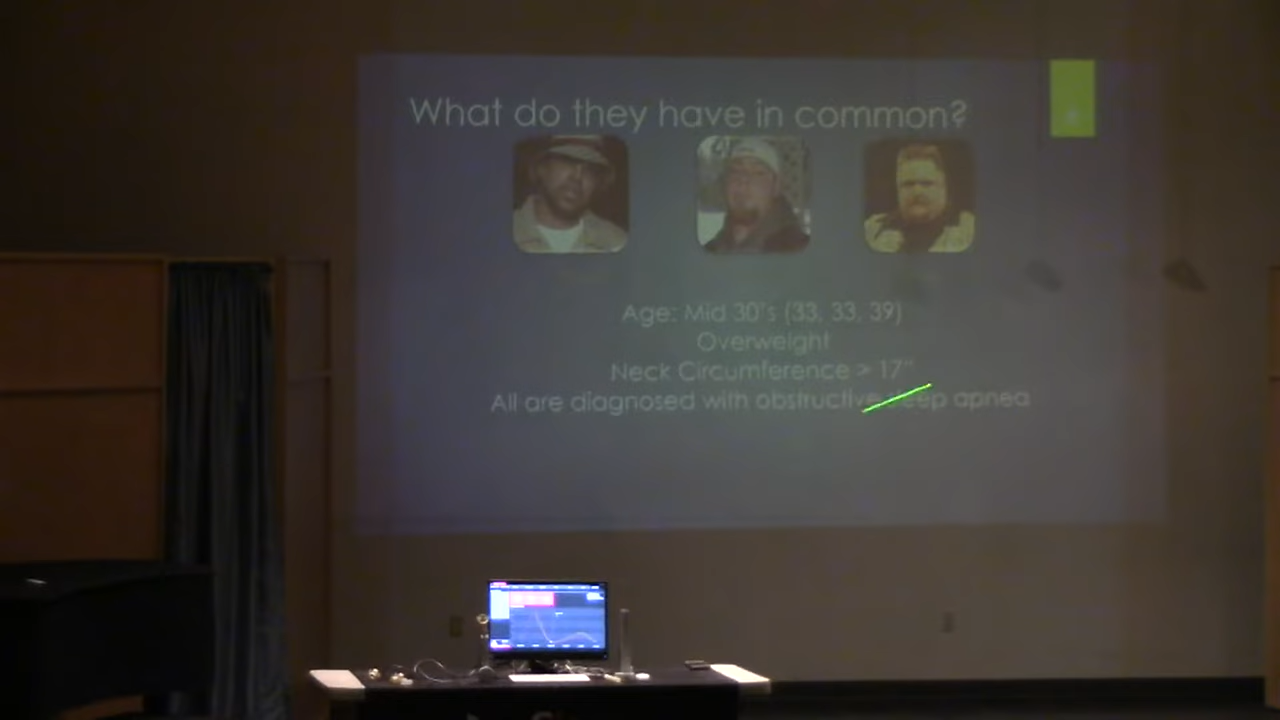 What do they have in common?
Age: Mid 30's (33, 33, 39)
Overweight
Neck Circumference > 17"
All are diagnosed with obstructive sleep apnea